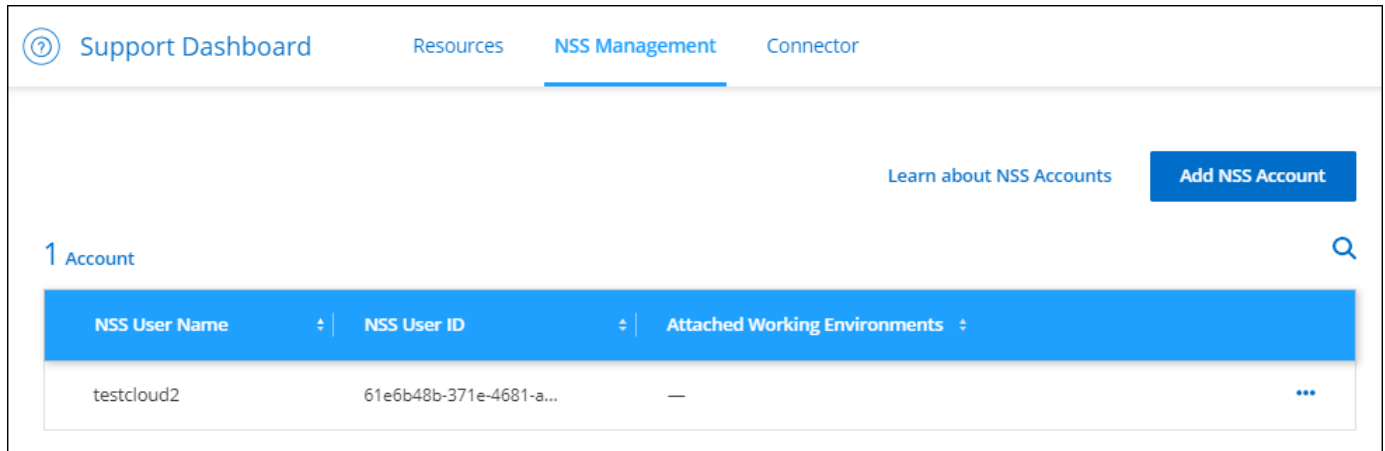 Support Dashboard Resources NSS Management Connector
Learn about NSS Accounts Add NSS Account
1 Account
NSS User Name NSS User ID Attached Working Environments
testcloud2 61e6b48b-371e-4681-a... —